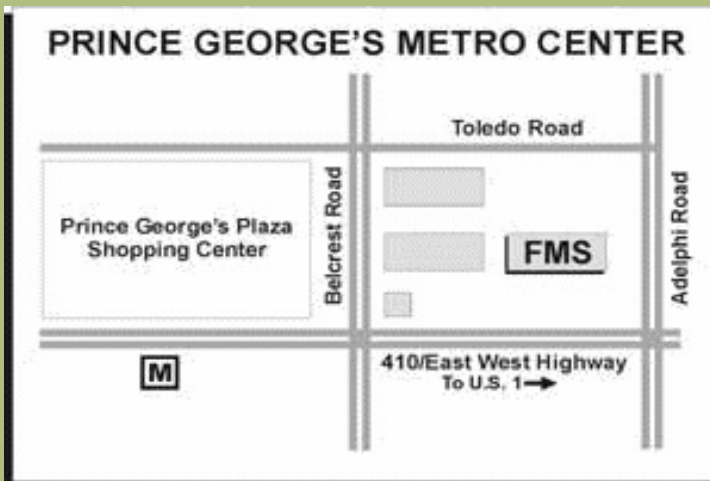 PRINCE GEORGE'S METRO CENTER
Toledo Road
Prince George's Plaza
Shopping Center
Belcrest Road
FMS
Adelphi Road
M
410/East West Highway
To U.S. 1